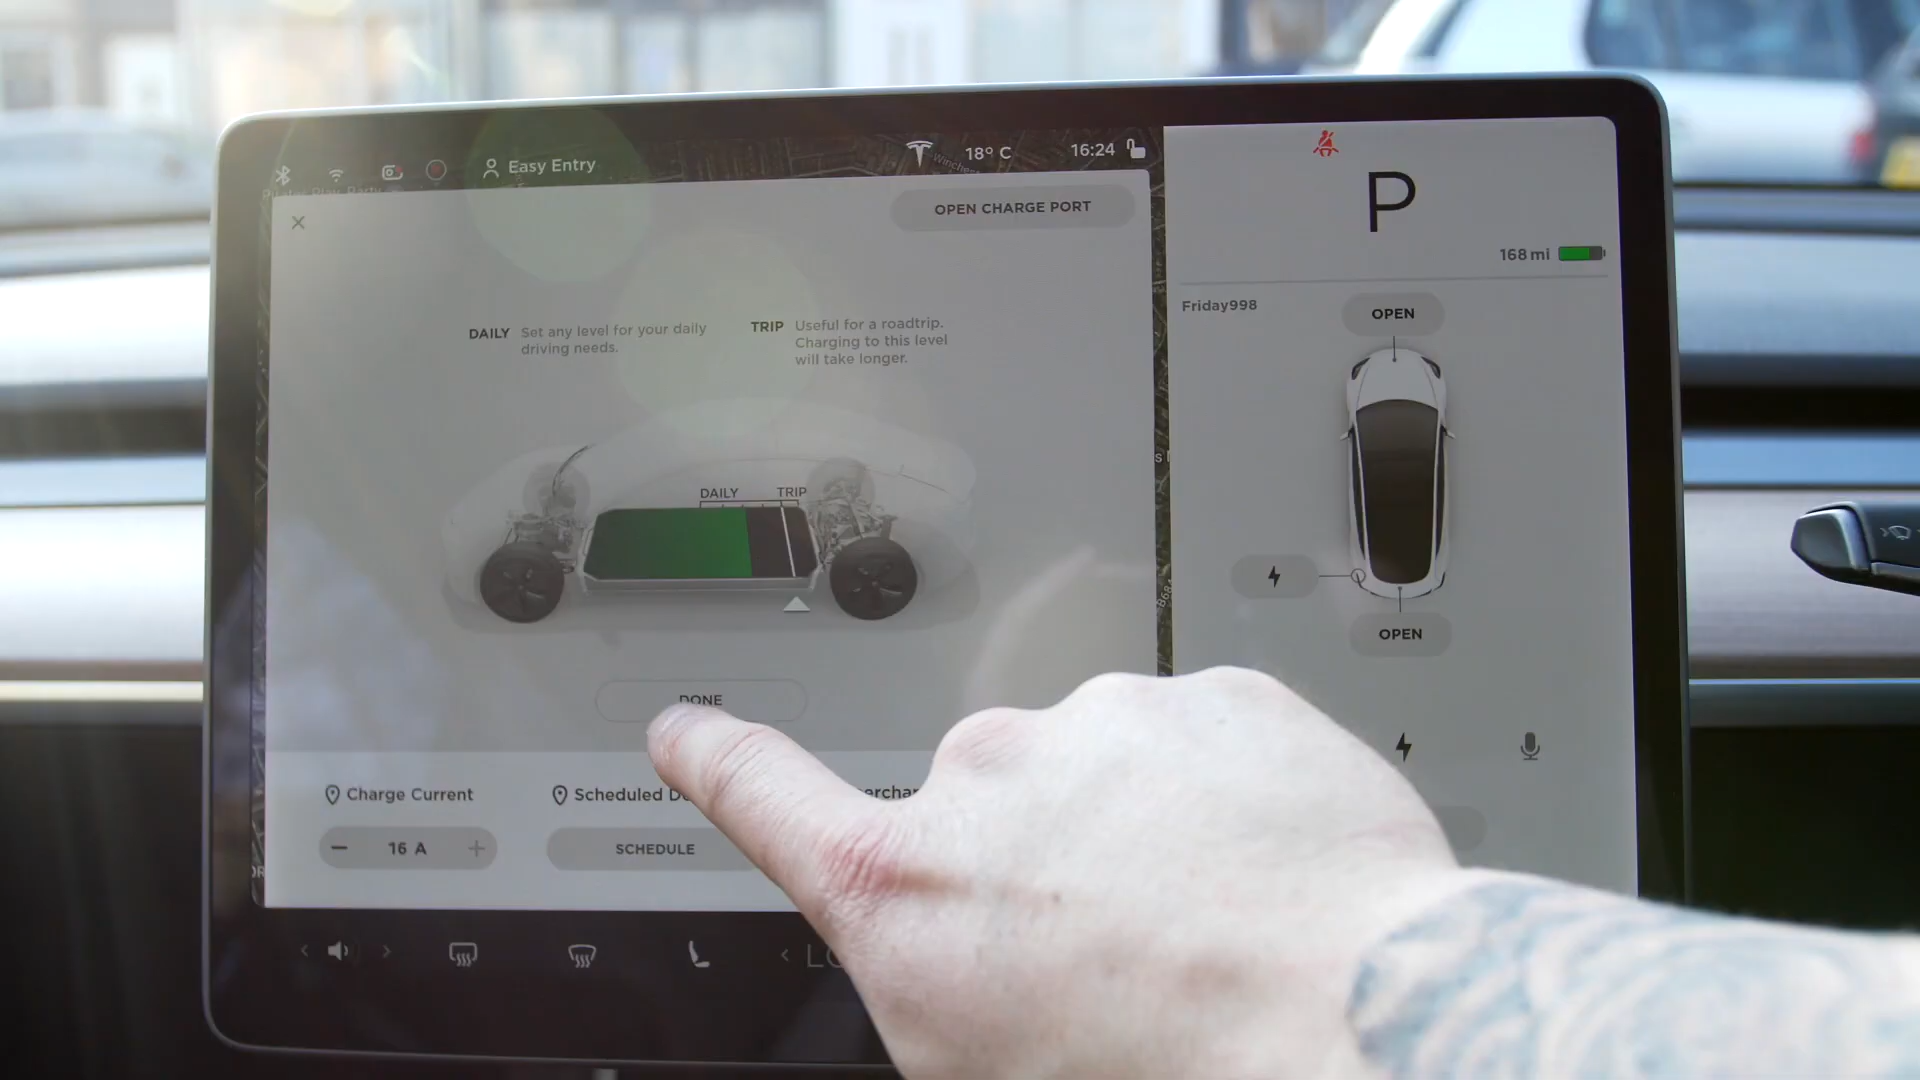 Easy Entry
18° C
16:24
OPEN CHARGE PORT
DAILY Set any level for your daily
driving needs.
TRIP Useful for a roadtrip.
Charging to this level
will take longer.
DAILY TRIP
DONE
Charge Current
Scheduled
16 A
SCHEDULE
P
168 mi
Friday998
OPEN
OPEN